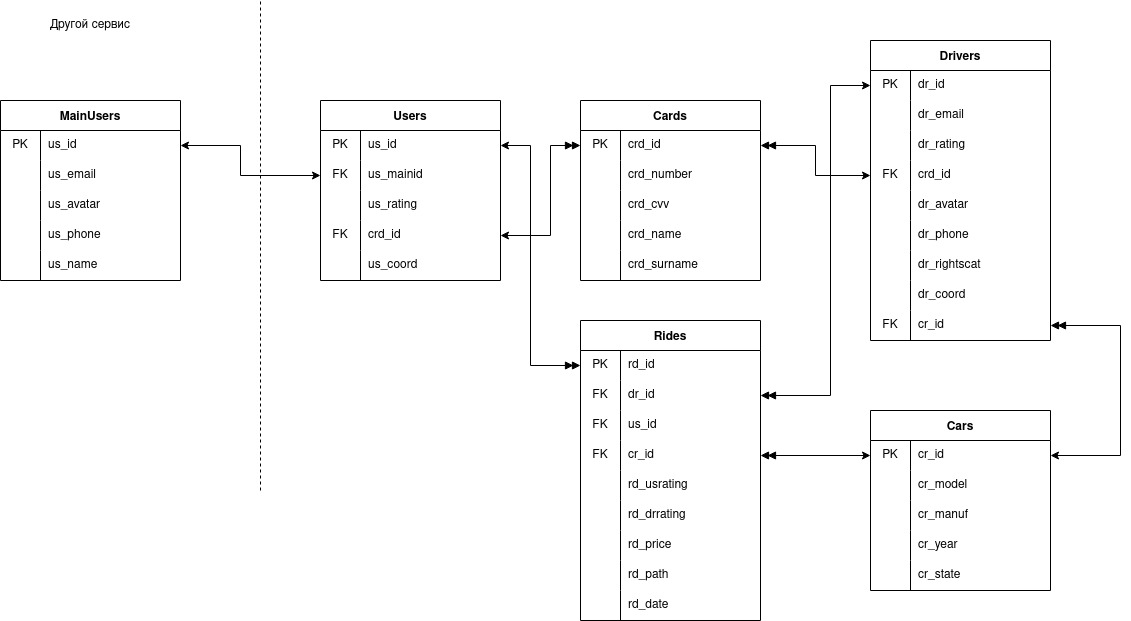 Другой сервис
MainUsers
PK us_id
us_email
us_avatar
us_phone
us_name
Users
PK us_id
FK us_mainid
us_rating
FK crd_id
us_coord
Cards
PK crd_id
crd_number
crd_cvv
crd_name
crd_surname
Drivers
PK dr_id
dr_email
dr_rating
FK crd_id
dr_avatar
dr_phone
dr_rightscat
dr_coord
FK cr_id
Rides
PK rd_id
FK dr_id
FK us_id
FK cr_id
rd_usrating
rd_drrating
rd_price
rd_path
rd_date
Cars
PK cr_id
cr_model
cr_manuf
cr_year
cr_state